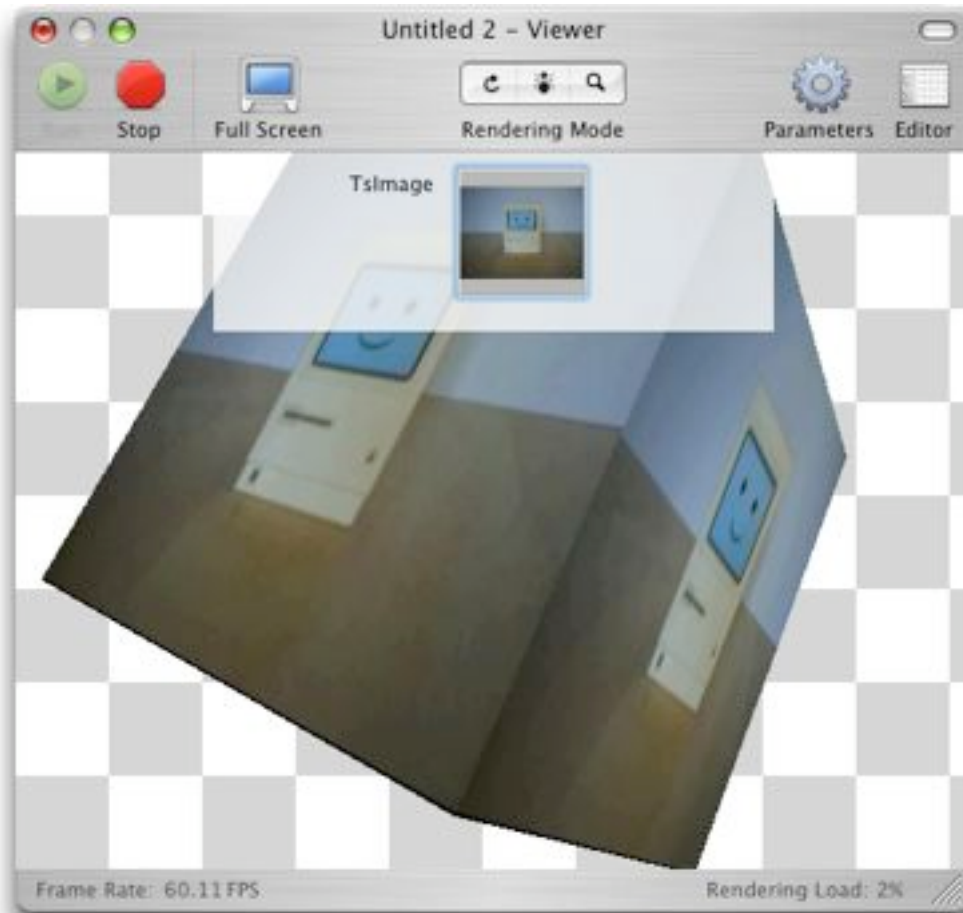 Untitled 2 – Viewer
Run Stop Full Screen Rendering Mode Parameters Editor
TsImage
Frame Rate: 60.11 FPS Rendering Load: 2%